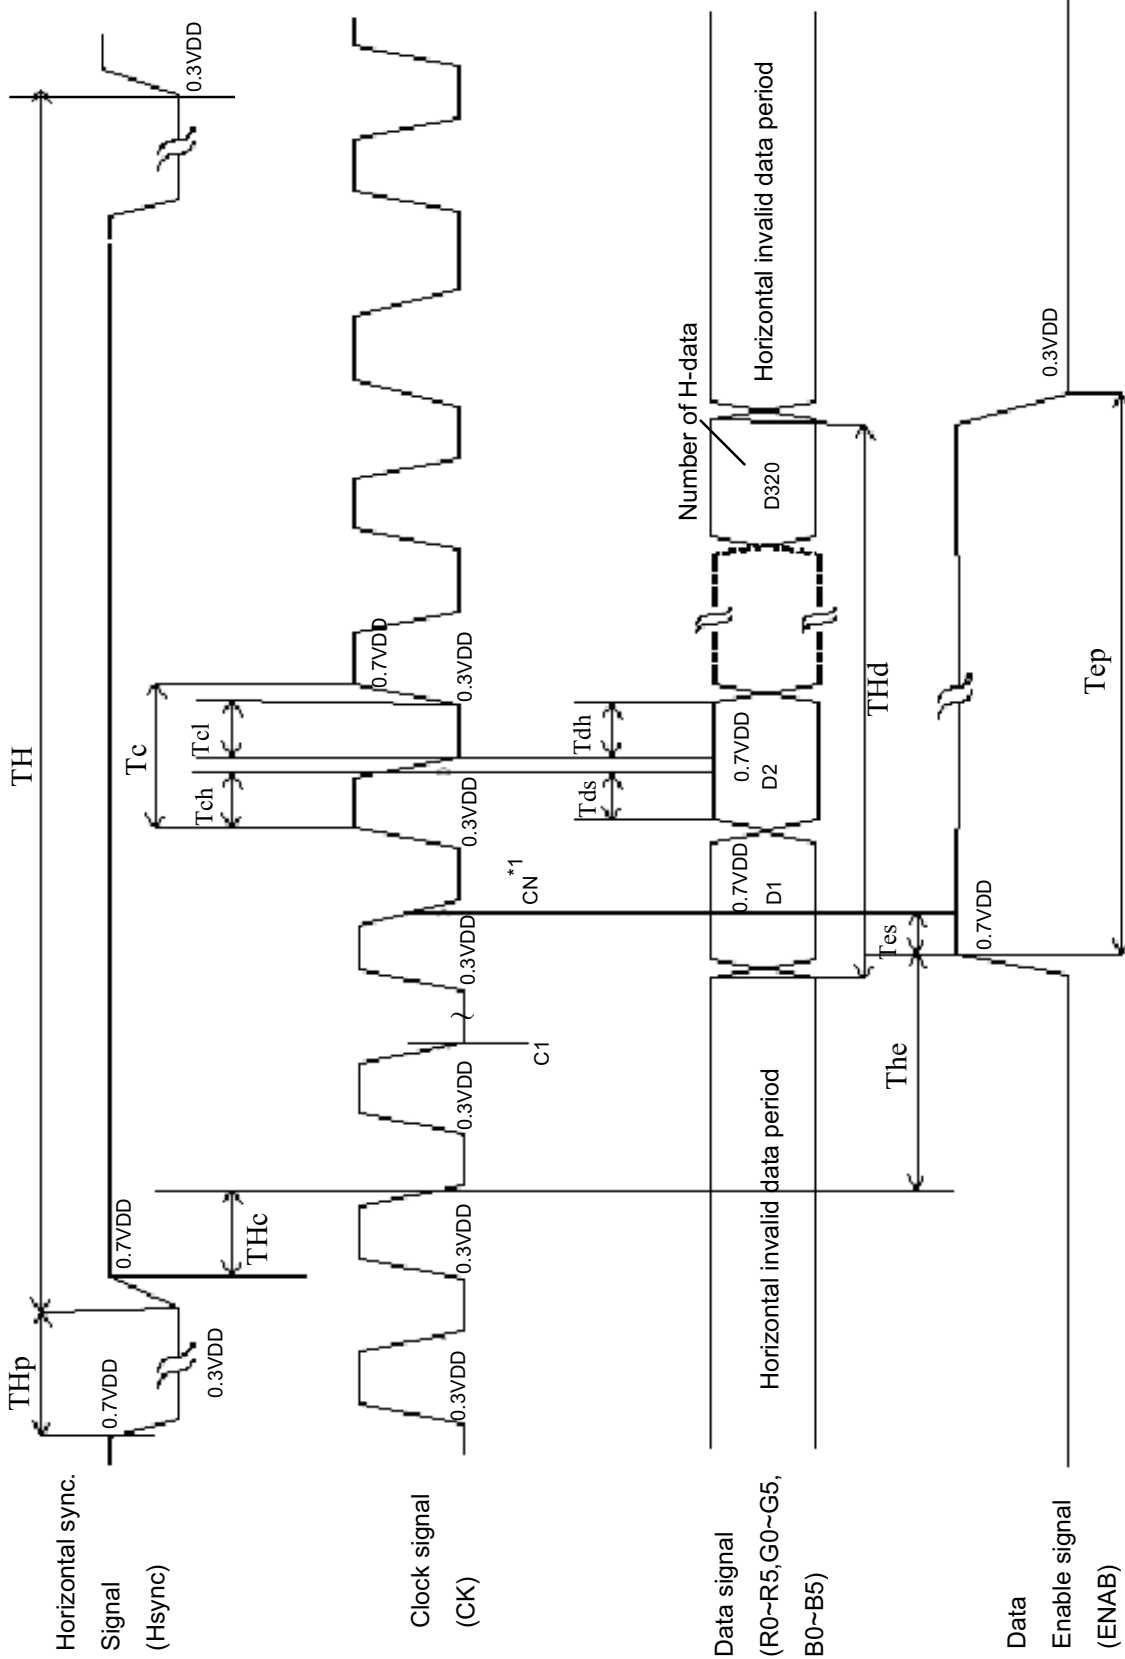 Horizontal sync.
Signal
(Hsync)
THp
TH
0.7VDD
0.3VDD
0.7VDD
THc
0.3VDD
Clock signal
(CK)
Tc
Tch
Tcl
0.3VDD
0.3VDD
0.3VDD
C1
0.3VDD
CN*1
0.3VDD
0.7VDD
0.3VDD
Data signal
(R0~R5,G0~G5,
B0~B5)
Tds
Tdh
Horizontal invalid data period
0.7VDD
D1
0.7VDD
D2
D320
Number of H-data
Horizontal invalid data period
THd
The
Tes
Data
Enable signal
(ENAB)
0.7VDD
0.3VDD
Tep